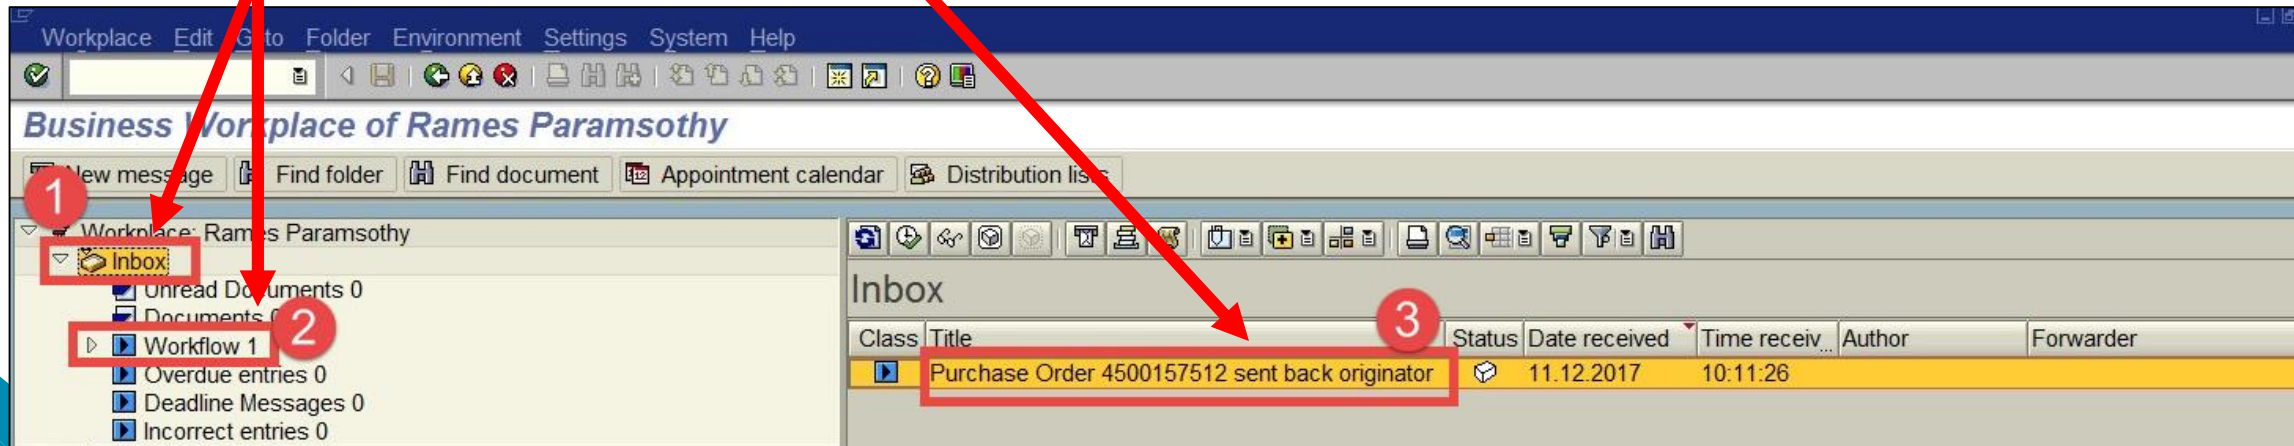 Workplace Edit Goto Folder Environment Settings System Help
Business Workplace of Rames Paramsothy
New message Find folder Find document Appointment calendar Distribution lists
1
Workplace: Rames Paramsothy
Inbox
Unread Documents 0
Documents 0
2
Workflow 1
Overdue entries 0
Deadline Messages 0
Incorrect entries 0
Inbox
3
Class Title Status Date received Time receiv... Author Forwarder
Purchase Order 4500157512 sent back originator 11.12.2017 10:11:26